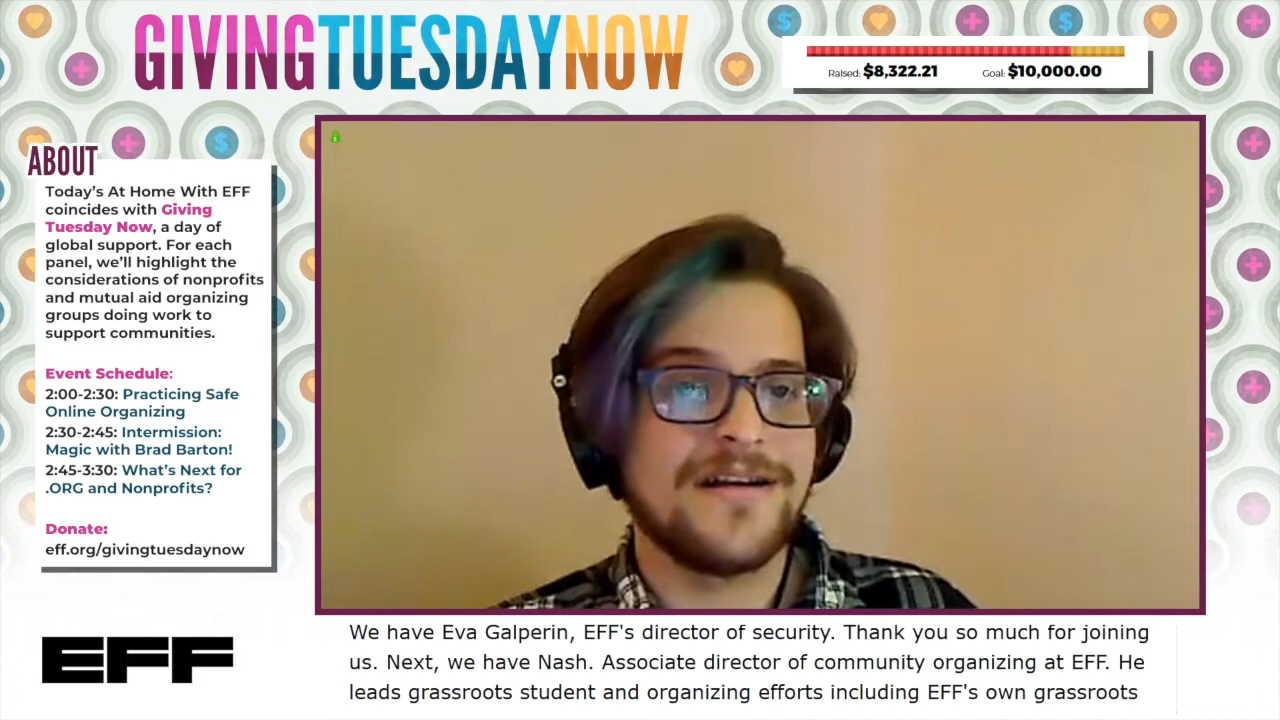 GIVINGTUESDAYNOW
Raised: $8,322.21 Goal: $10,000.00
ABOUT
Today's At Home With EFF
coincides with Giving
Tuesday Now, a day of
global support. For each
panel, we'll highlight the
considerations of nonprofits
and mutual aid organizing
groups doing work to
support communities.
Event Schedule:
2:00-2:30: Practicing Safe
Online Organizing
2:30-2:45: Intermission:
Magic with Brad Barton!
2:45-3:30: What's Next for
.ORG and Nonprofits?
Donate:
eff.org/givingtuesdaynow
EFF
We have Eva Galperin, EFF's director of security. Thank you so much for joining
us. Next, we have Nash. Associate director of community organizing at EFF. He
leads grassroots student and organizing efforts including EFF's own grassroots